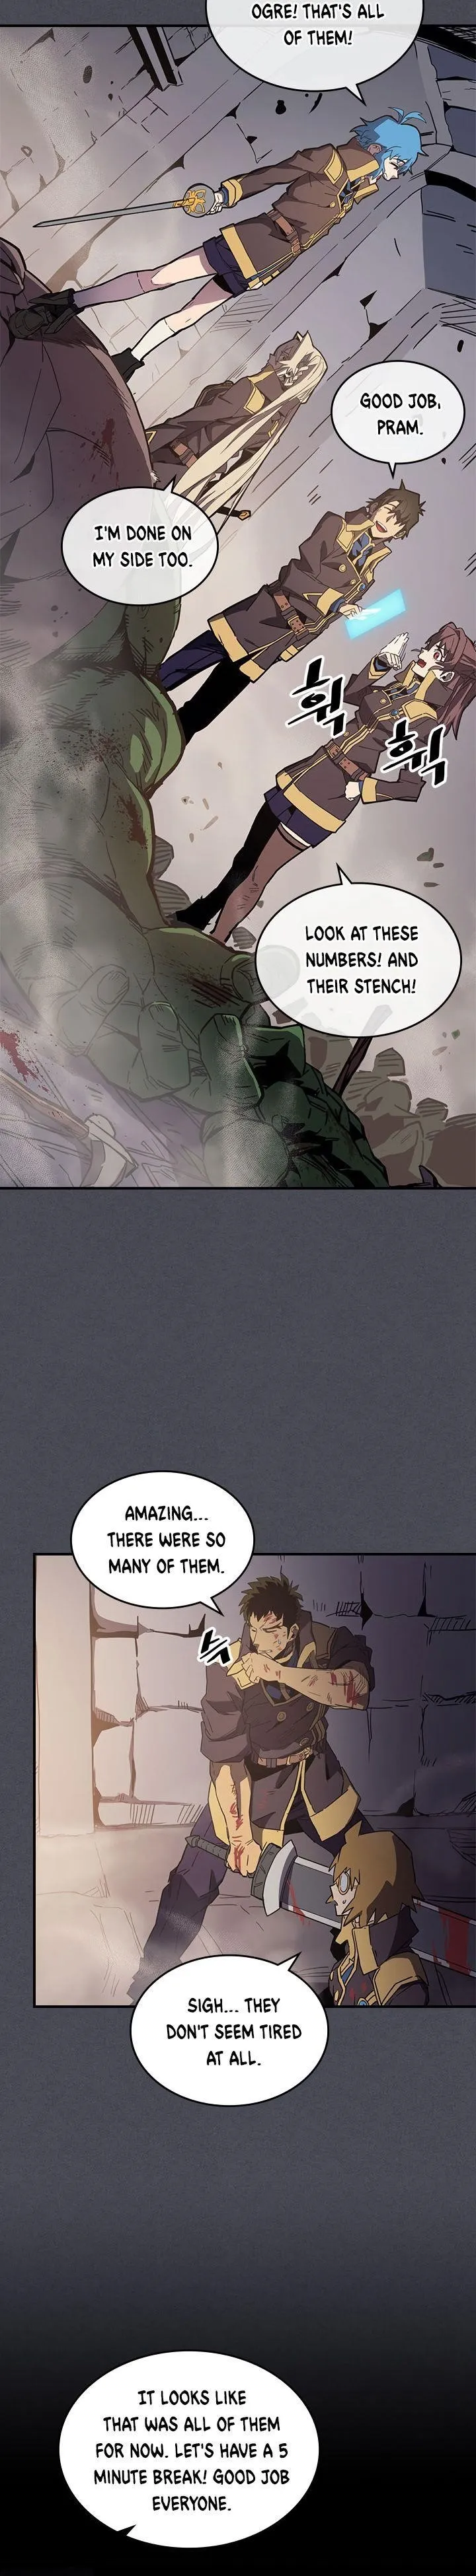 OGRE! THAT'S ALL
OF THEM!
GOOD JOB,
PRAM.
I'M DONE ON
MY SIDE TOO.
휙
휙
LOOK AT THESE
NUMBERS! AND
THEIR STENCH!
AMAZING...
THERE WERE SO
MANY OF THEM.
슥
SIGH... THEY
DON'T SEEM TIRED
AT ALL.
IT LOOKS LIKE
THAT WAS ALL OF THEM
FOR NOW. LET'S HAVE A 5
MINUTE BREAK! GOOD JOB
EVERYONE.